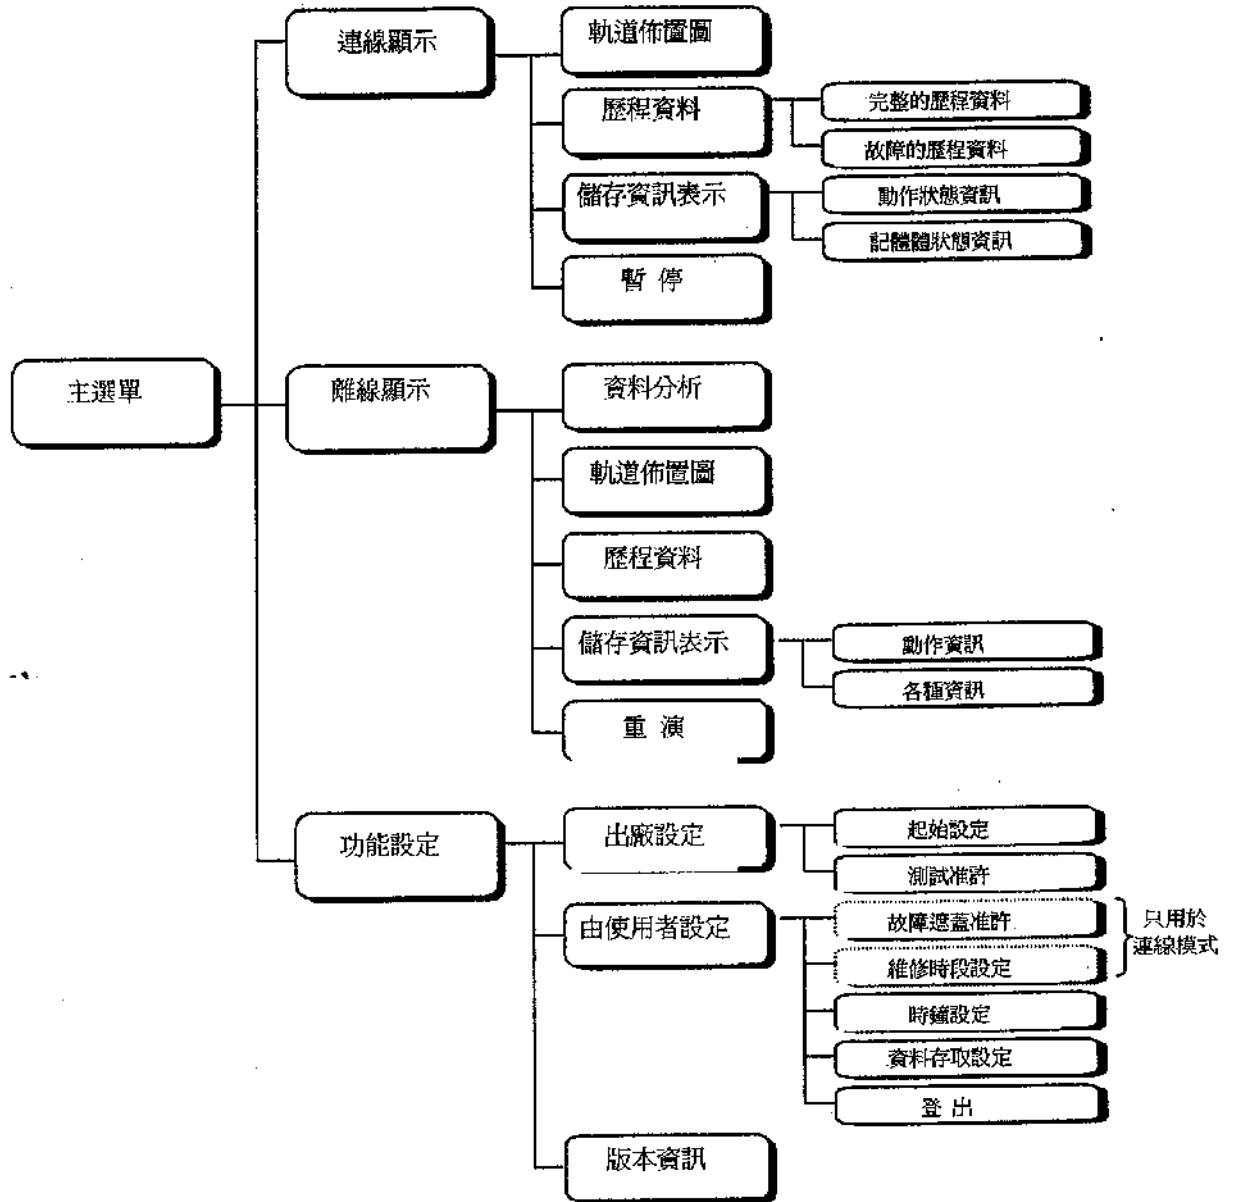 主選單
連線顯示
軌道佈置圖
歷程資料
完整的歷程資料
故障的歷程資料
儲存資訊表示
動作狀態資訊
記體體狀態資訊
暫 停
離線顯示
資料分析
軌道佈置圖
歷程資料
儲存資訊表示
動作資訊
各種資訊
重 演
功能設定
出廠設定
起始設定
測試准許
由使用者設定
故障遮蓋准許
維修時段設定
只用於
連線模式
時鐘設定
資料存取設定
登 出
版本資訊